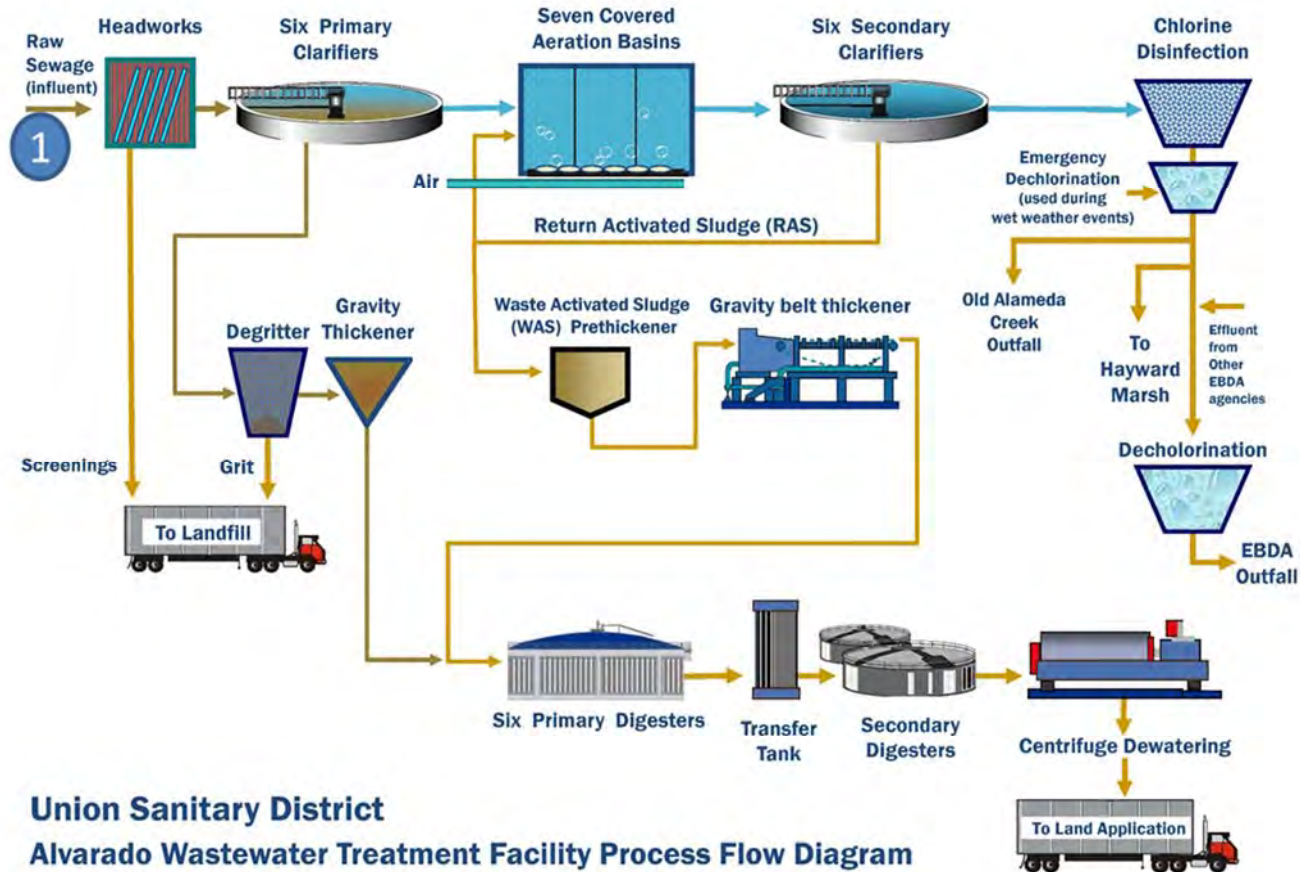 Headworks
Six Primary
Clarifiers
Seven Covered
Aeration Basins
Six Secondary
Clarifiers
Chlorine
Disinfection
Raw
Sewage
(influent)
1
Air
Emergency
Dechlorination
(used during
wet weather events)
Return Activated Sludge (RAS)
Degritter
Gravity
Thickener
Waste Activated Sludge
(WAS) Prethickener
Gravity belt thickener
Old Alameda
Creek
Outfall
To
Hayward
Marsh
Effluent
from
Other
EBDA
agencies
Screenings
Grit
Decholorination
To Landfill
EBDA
Outfall
Six Primary Digesters
Transfer
Tank
Secondary
Digesters
Centrifuge Dewatering
To Land Application
Union Sanitary District
Alvarado Wastewater Treatment Facility Process Flow Diagram